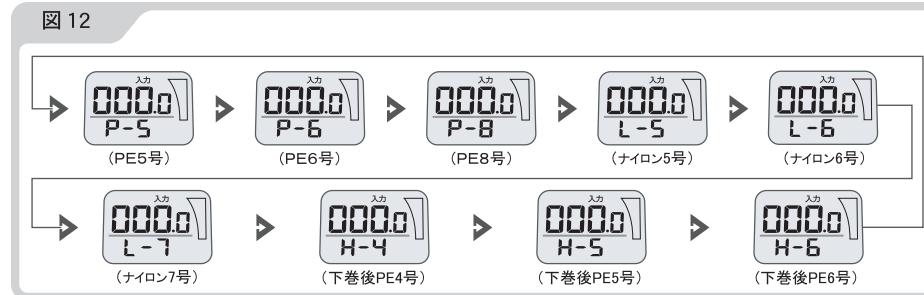 図 12
入力 入力 入力 入力 入力
000.0 000.0 000.0 000.0 000.0
P-5 P-6 P-8 L-5 L-6
(PE5号) (PE6号) (PE8号) (ナイロン5号) (ナイロン6号)
入力 入力 入力 入力
000.0 000.0 000.0 000.0
L-7 H-4 H-5 H-6
(ナイロン7号) (下巻後PE4号) (下巻後PE5号) (下巻後PE6号)